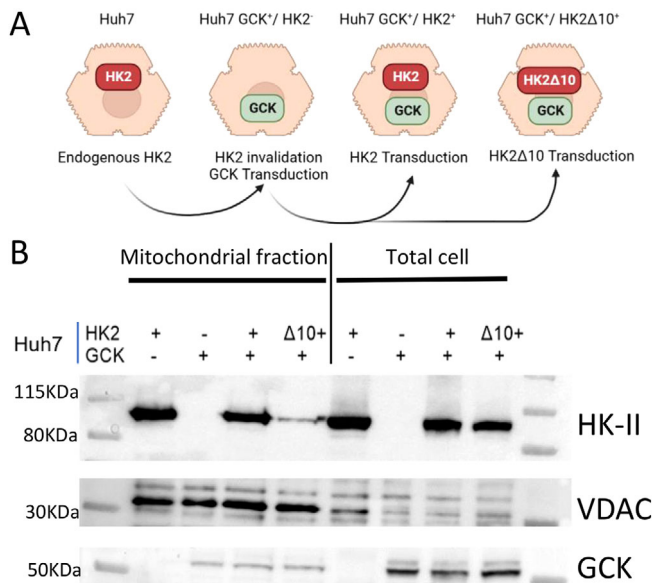 A
Huh7
Huh7 GCK⁺/ HK2⁻
Huh7 GCK⁺/ HK2⁺
Huh7 GCK⁺/ HK2Δ10⁺
HK2
GCK
HK2
GCK
HK2Δ10
GCK
Endogenous HK2
HK2 invalidation
GCK Transduction
HK2 Transduction
HK2Δ10 Transduction
B
Mitochondrial fraction
Total cell
Huh7
HK2 + - + Δ10+ + - + Δ10+
GCK - + + + - + + +
115KDa
80KDa
HK-II
30KDa
VDAC
50KDa
GCK